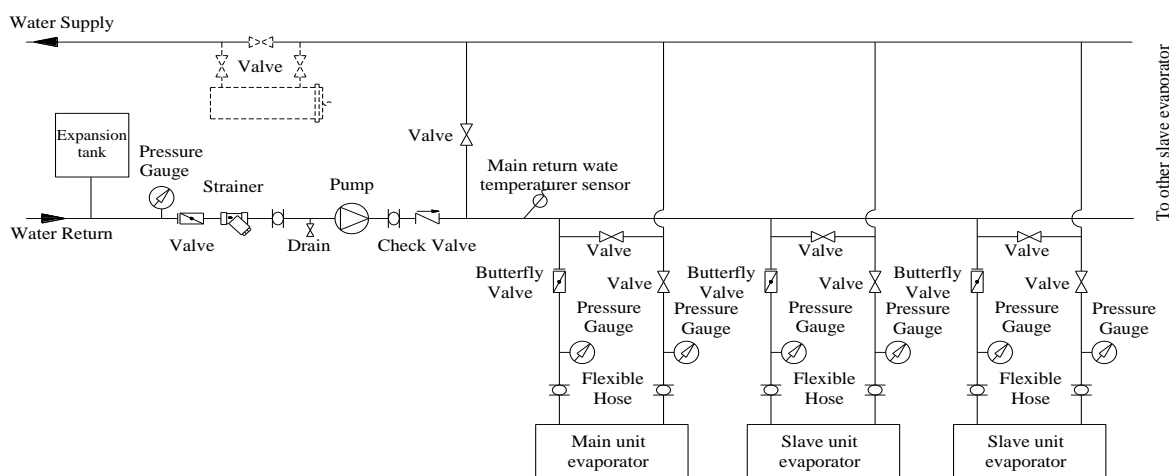 Water Supply
Valve
Expansion
tank
Pressure
Gauge
Strainer
Pump
Valve
Main return wate
temperaturer sensor
To other slave evaporator
Water Return
Valve
Drain
Check Valve
Valve
Valve
Valve
Butterfly
Valve
Valve
Butterfly
Valve
Valve
Butterfly
Valve
Valve
Pressure
Gauge
Pressure
Gauge
Pressure
Gauge
Pressure
Gauge
Pressure
Gauge
Pressure
Gauge
Flexible
Hose
Flexible
Hose
Flexible
Hose
Main unit
evaporator
Slave unit
evaporator
Slave unit
evaporator